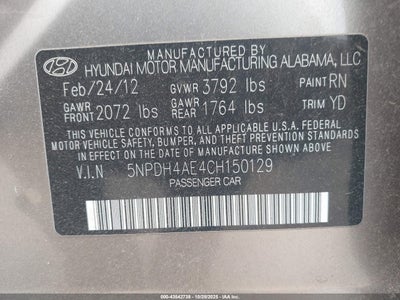 MANUFACTURED BY
HYUNDAI MOTOR MANUFACTURING ALABAMA, LLC
Feb/24/12 GVWR 3792 lbs PAINT RN
GAWR FRONT 2072 lbs GAWR REAR 1764 lbs TRIM YD
THIS VEHICLE CONFORMS TO ALL APPLICABLE U.S.A. FEDERAL
MOTOR VEHICLE SAFETY, BUMPER, AND THEFT PREVENTION
STANDARDS IN EFFECT ON THE DATE OF MANUFACTURE SHOWN ABOVE.
V.I.N 5NPDH4AE4CH150129
PASSENGER CAR
000-43542738 - 10/29/2025 - COPYRIGHT IAA, LLC